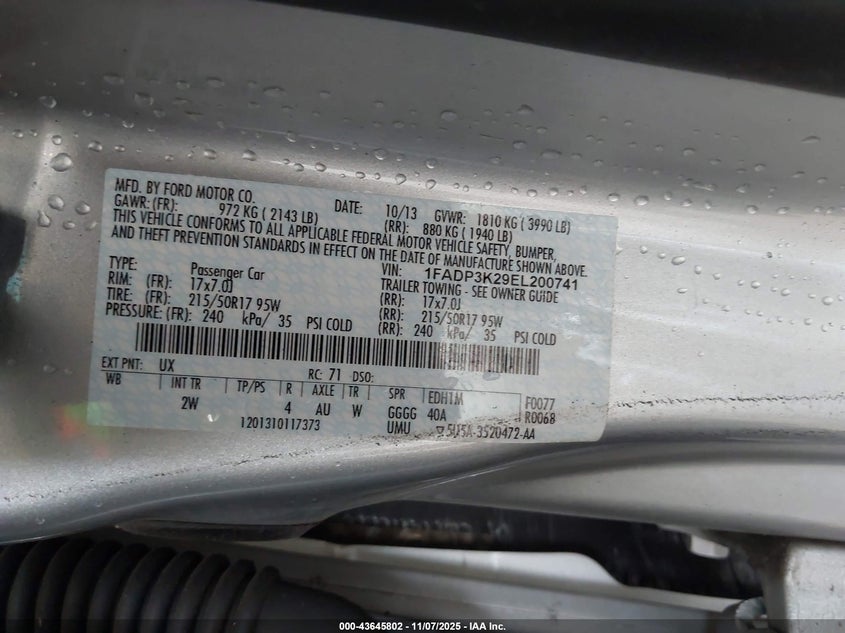 MFD. BY FORD MOTOR CO. DATE: 10/13 GVWR: 1810 KG ( 3990 LB)
GAWR: (FR): 972 KG ( 2143 LB) (RR): 880 KG ( 1940 LB)
THIS VEHICLE CONFORMS TO ALL APPLICABLE FEDERAL MOTOR VEHICLE SAFETY, BUMPER,
AND THEFT PREVENTION STANDARDS IN EFFECT ON THE DATE OF MANUFACTURE SHOWN ABOVE.
VIN: 1FADP3K29EL200741
TYPE: Passenger Car TRAILER TOWING - SEE OWNER GUIDE
RIM: (FR): 17x7.0J (RR): 17x7.0J
TIRE: (FR): 215/50R17 95W (RR): 215/50R17 95W
PRESSURE: (FR): 240 kPa/ 35 PSI COLD (RR): 240 kPa/ 35 PSI COLD
EXT PNT: UX RC: 71 DSO:
WB INT TR TP/PS R AXLE TR SPR EDH1M F0077
2W 4 AU W GGGG 40A R0068
1201310117373 UMU 5U5A-3520472-AA
000-43645802 - 11/07/2025 - IAA Inc.